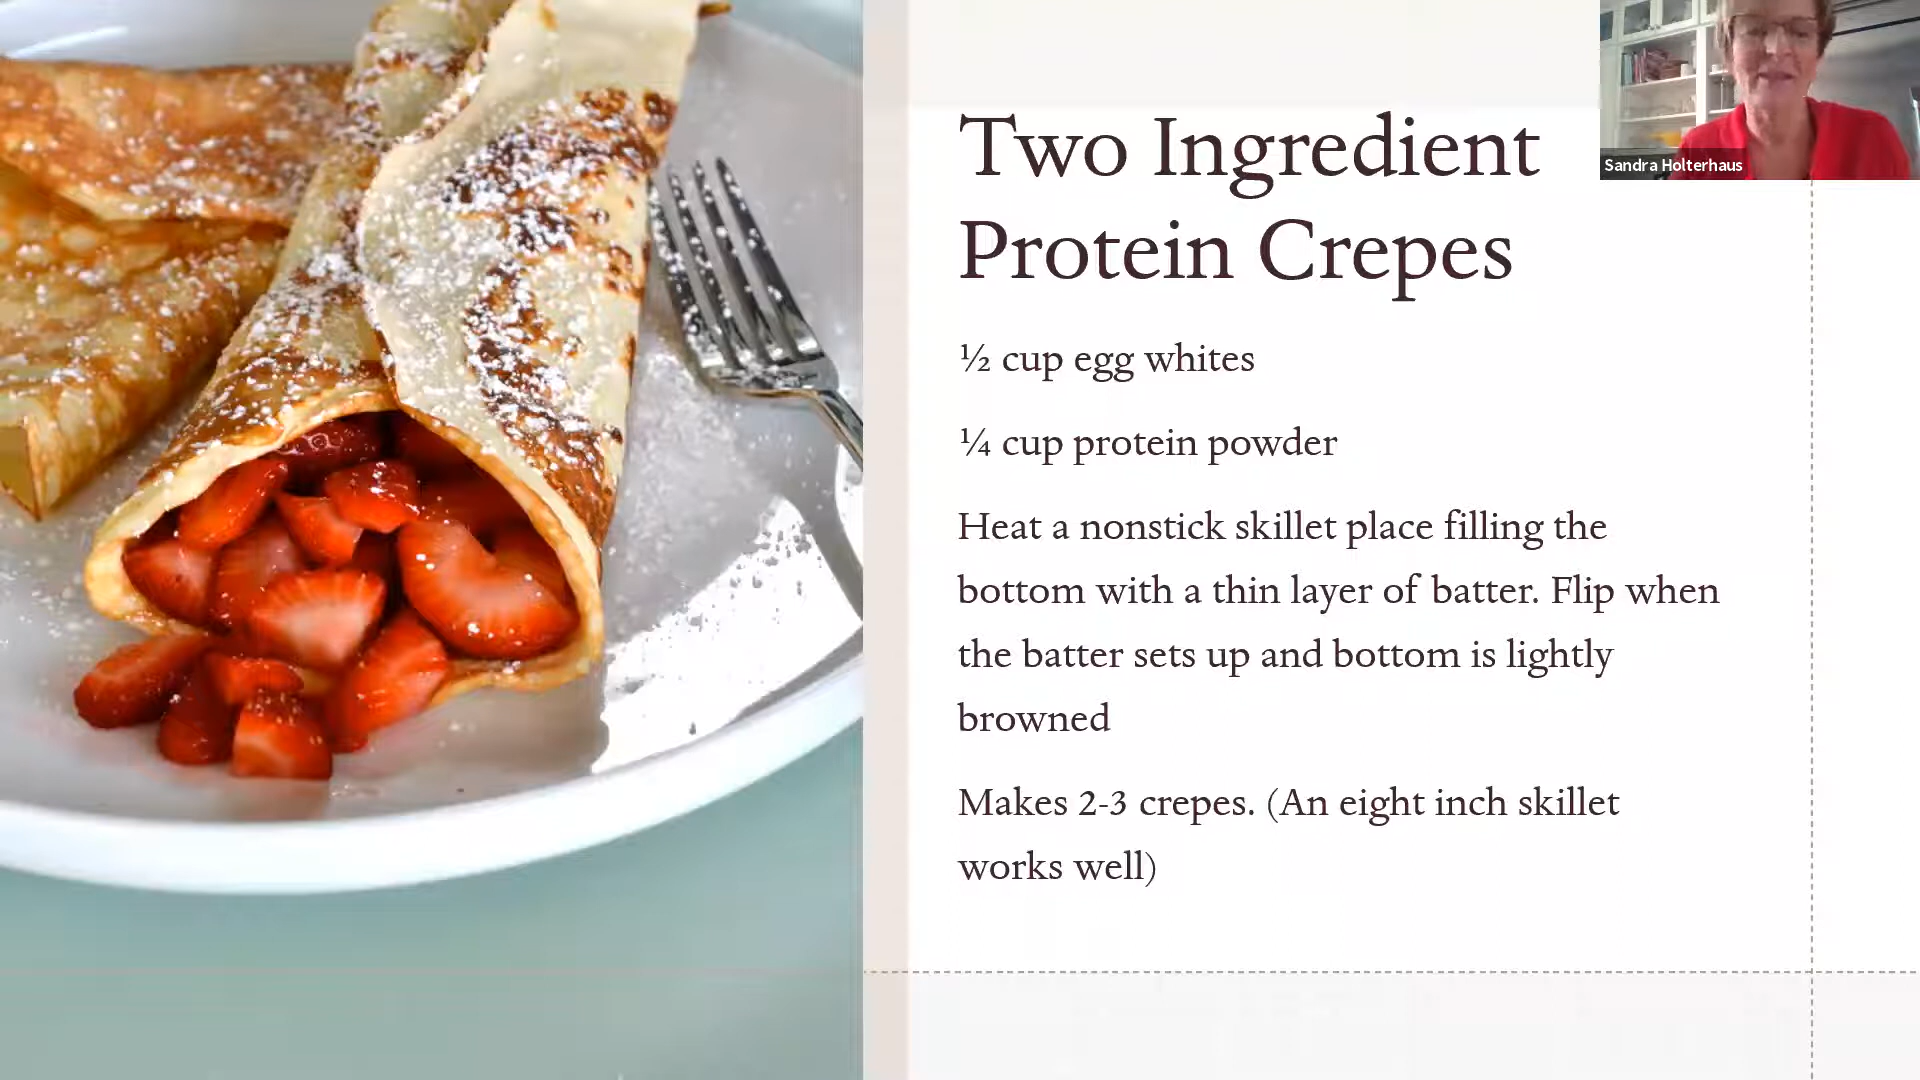 Two Ingredient
Protein Crepes
½ cup egg whites
¼ cup protein powder
Heat a nonstick skillet place filling the
bottom with a thin layer of batter. Flip when
the batter sets up and bottom is lightly
browned
Makes 2-3 crepes. (An eight inch skillet
works well)
Sandra Holterhaus